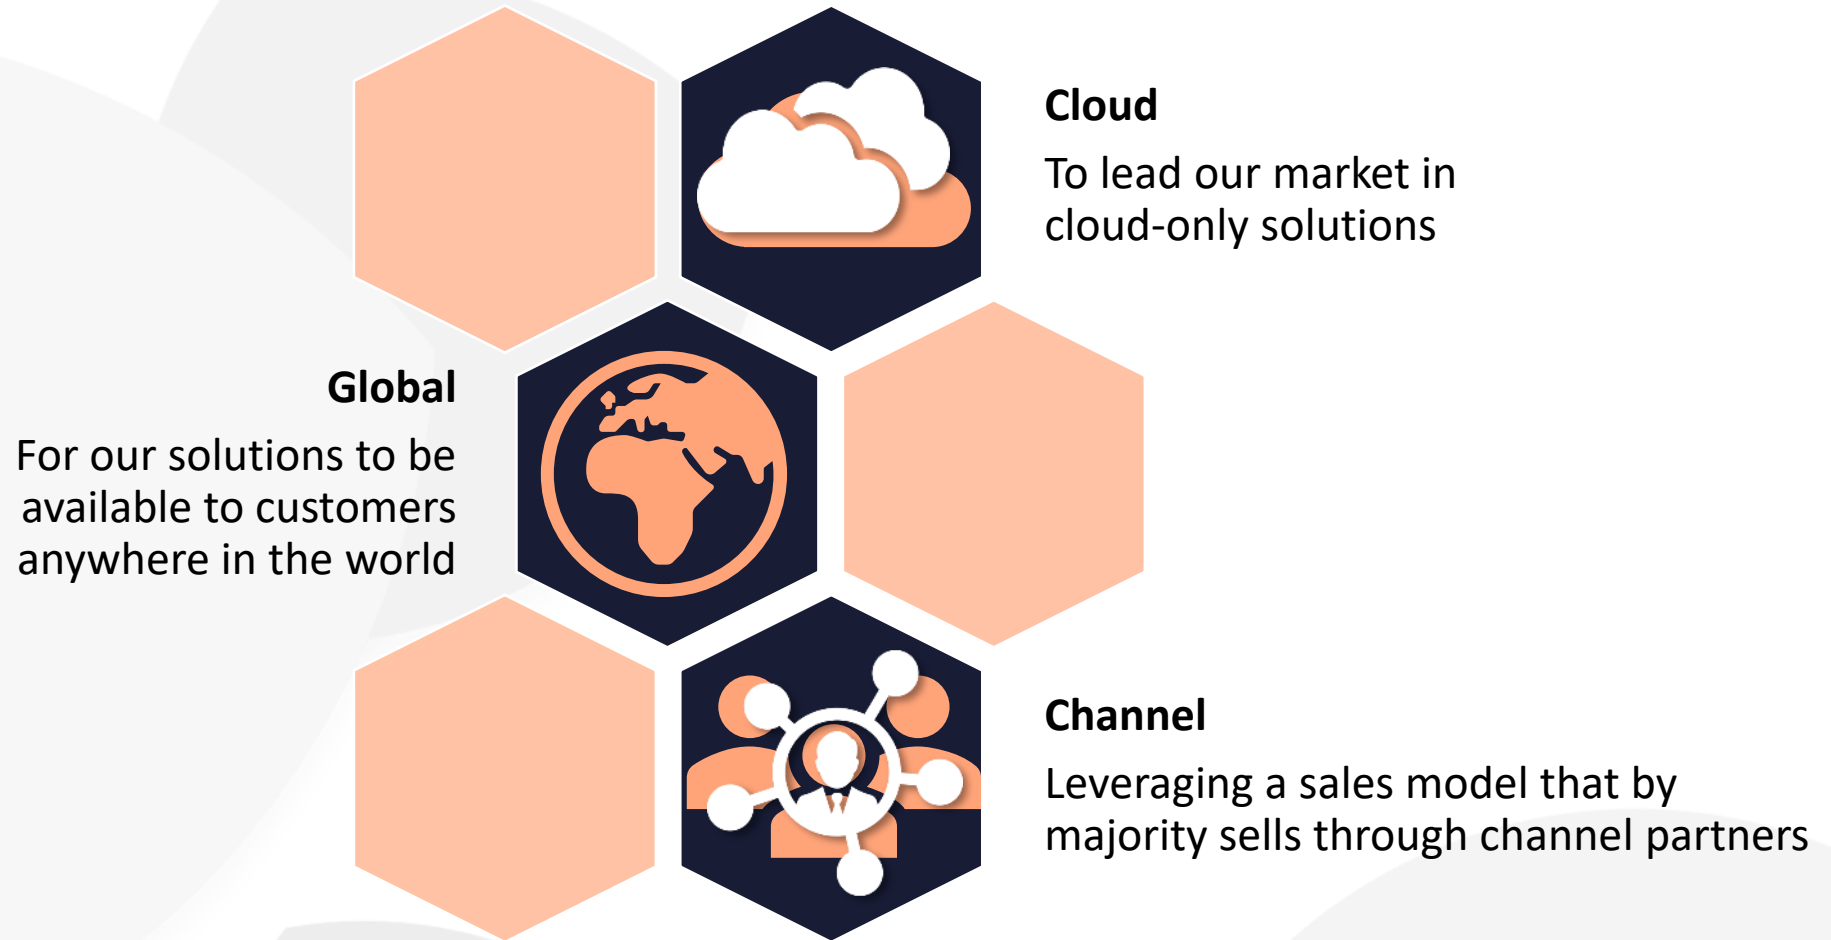 Cloud
To lead our market in
cloud-only solutions
Global
For our solutions to be
available to customers
anywhere in the world
Channel
Leveraging a sales model that by
majority sells through channel partners